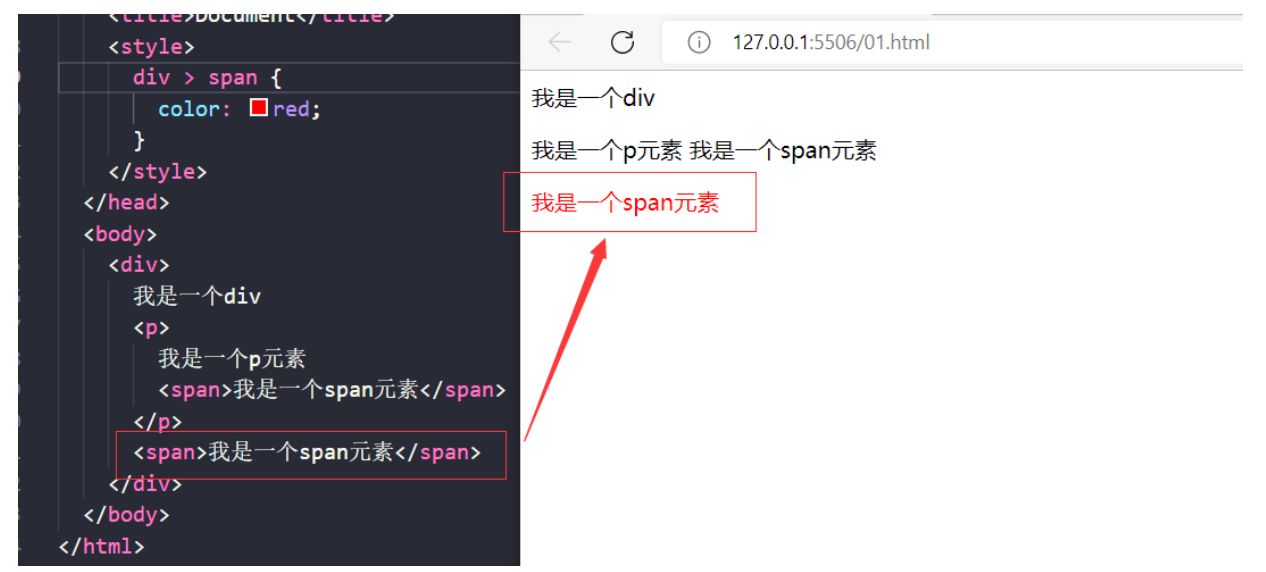 <title>Document</title>
<style>
div > span {
color: red;
}
</style>
</head>
<body>
<div>
我是一个div
<p>
我是一个p元素
<span>我是一个span元素</span>
</p>
<span>我是一个span元素</span>
</div>
</body>
</html>
127.0.0.1:5506/01.html
我是一个div
我是一个p元素 我是一个span元素
我是一个span元素